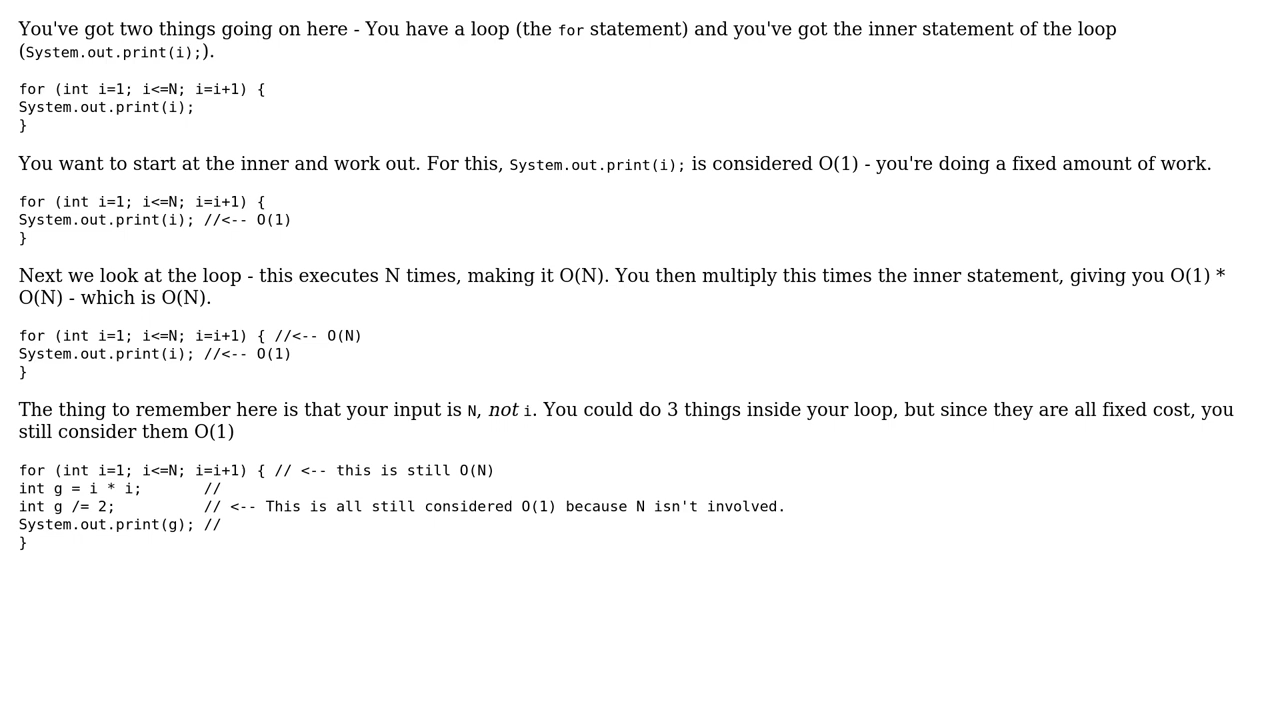 You've got two things going on here - You have a loop (the for statement) and you've got the inner statement of the loop
(System.out.print(i);).
for (int i=1; i<=N; i=i+1) {
System.out.print(i);
}
You want to start at the inner and work out. For this, System.out.print(i); is considered O(1) - you're doing a fixed amount of work.
for (int i=1; i<=N; i=i+1) {
System.out.print(i); //<-- O(1)
}
Next we look at the loop - this executes N times, making it O(N). You then multiply this times the inner statement, giving you O(1) *
O(N) - which is O(N).
for (int i=1; i<=N; i=i+1) { //<-- O(N)
System.out.print(i); //<-- O(1)
}
The thing to remember here is that your input is N, not i. You could do 3 things inside your loop, but since they are all fixed cost, you
still consider them O(1)
for (int i=1; i<=N; i=i+1) { // <-- this is still O(N)
int g = i * i;       //
int g /= 2;          // <-- This is all still considered O(1) because N isn't involved.
System.out.print(g); //
}